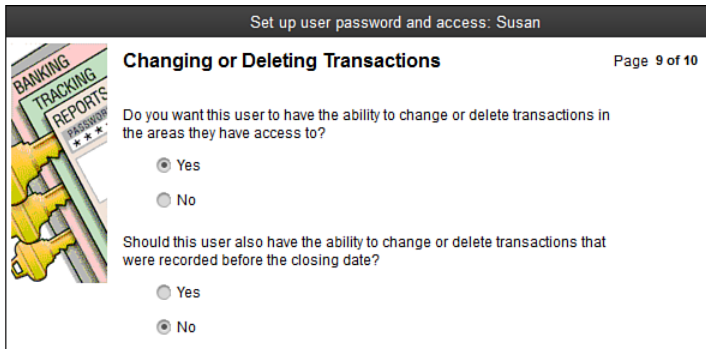 Set up user password and access: Susan
Changing or Deleting Transactions
Page 9 of 10
BANKING
TRACKING
REPORTS
PASSWOR
****
Do you want this user to have the ability to change or delete transactions in
the areas they have access to?
Yes
No
Should this user also have the ability to change or delete transactions that
were recorded before the closing date?
Yes
No